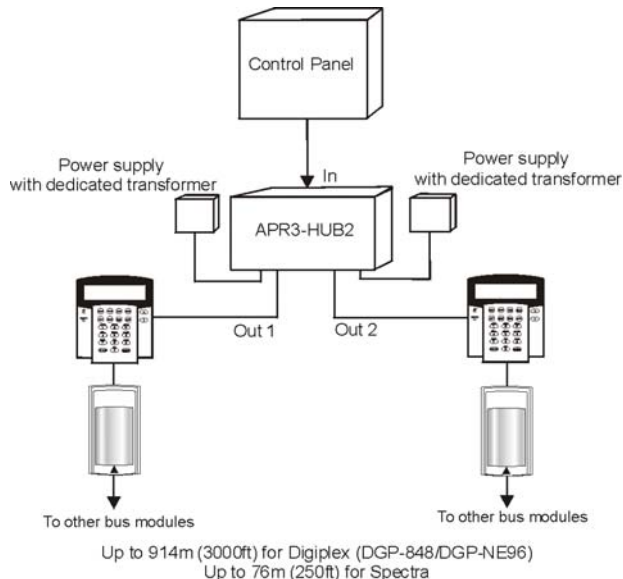 Control Panel
Power supply
with dedicated transformer
In
Power supply
with dedicated transformer
APR3-HUB2
Out 1
Out 2
To other bus modules
To other bus modules
Up to 914m (3000ft) for Digiplex (DGP-848/DGP-NE96)
Up to 76m (250ft) for Spectra